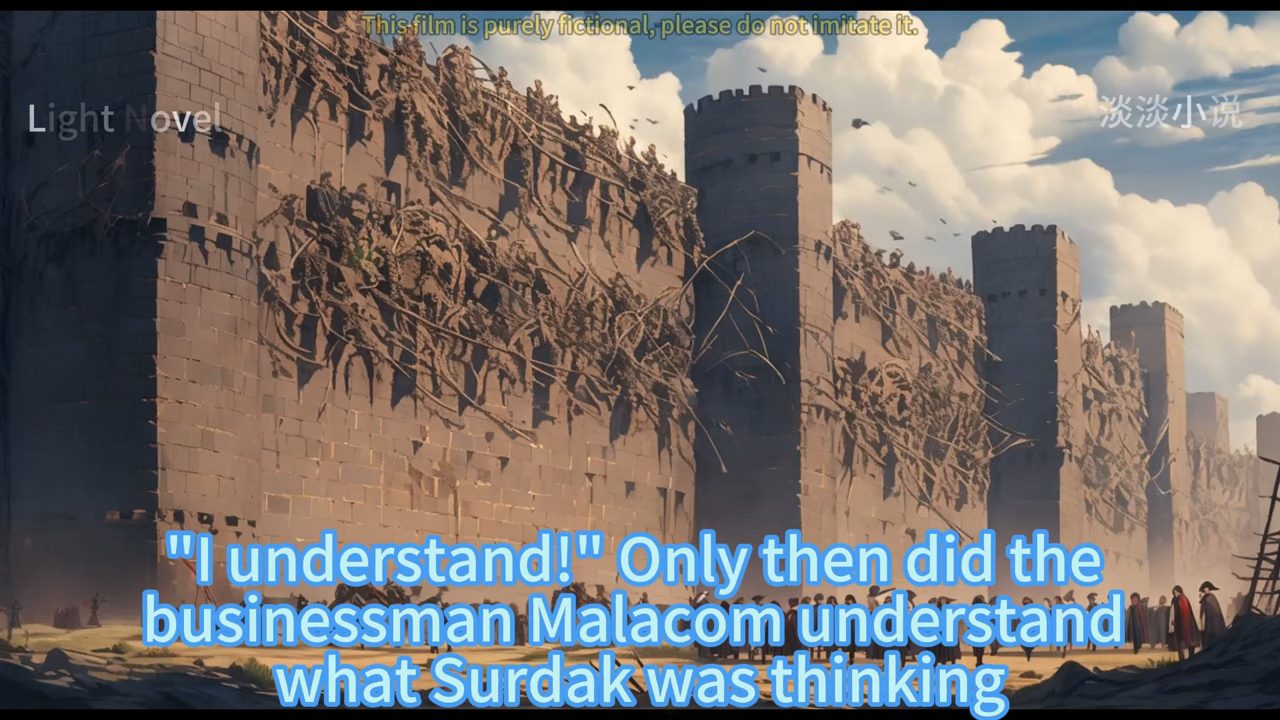 This film is purely fictional, please do not imitate it.
Light Novel
淡淡小说
"I understand!" Only then did the
businessman Malacom understand
what Surdak was thinking